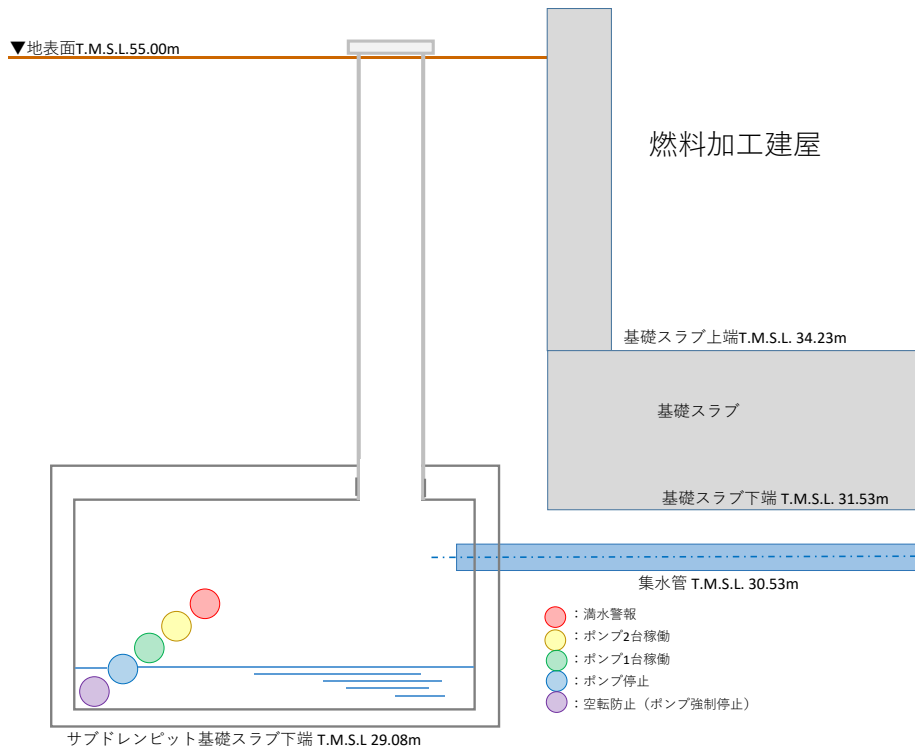 ▼地表面T.M.S.L.55.00m
燃料加工建屋
基礎スラブ上端T.M.S.L. 34.23m
基礎スラブ
基礎スラブ下端 T.M.S.L. 31.53m
集水管 T.M.S.L. 30.53m
：満水警報
：ポンプ2台稼働
：ポンプ1台稼働
：ポンプ停止
：空転防止（ポンプ強制停止）
サブドレンピット基礎スラブ下端 T.M.S.L 29.08m